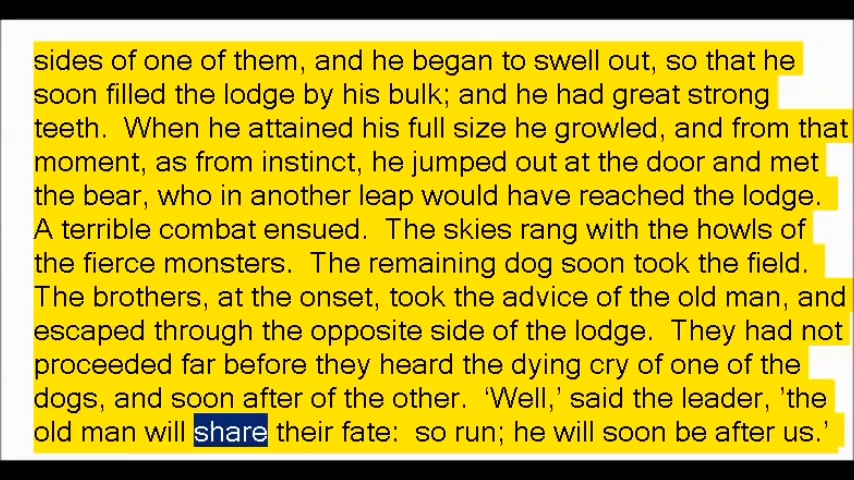 sides of one of them, and he began to swell out, so that he
soon filled the lodge by his bulk; and he had great strong
teeth.  When he attained his full size he growled, and from that
moment, as from instinct, he jumped out at the door and met
the bear, who in another leap would have reached the lodge.
A terrible combat ensued.  The skies rang with the howls of
the fierce monsters.  The remaining dog soon took the field.
The brothers, at the onset, took the advice of the old man, and
escaped through the opposite side of the lodge.  They had not
proceeded far before they heard the dying cry of one of the
dogs, and soon after of the other.  ‘Well,’ said the leader, ’the
old man will share their fate:  so run; he will soon be after us.’